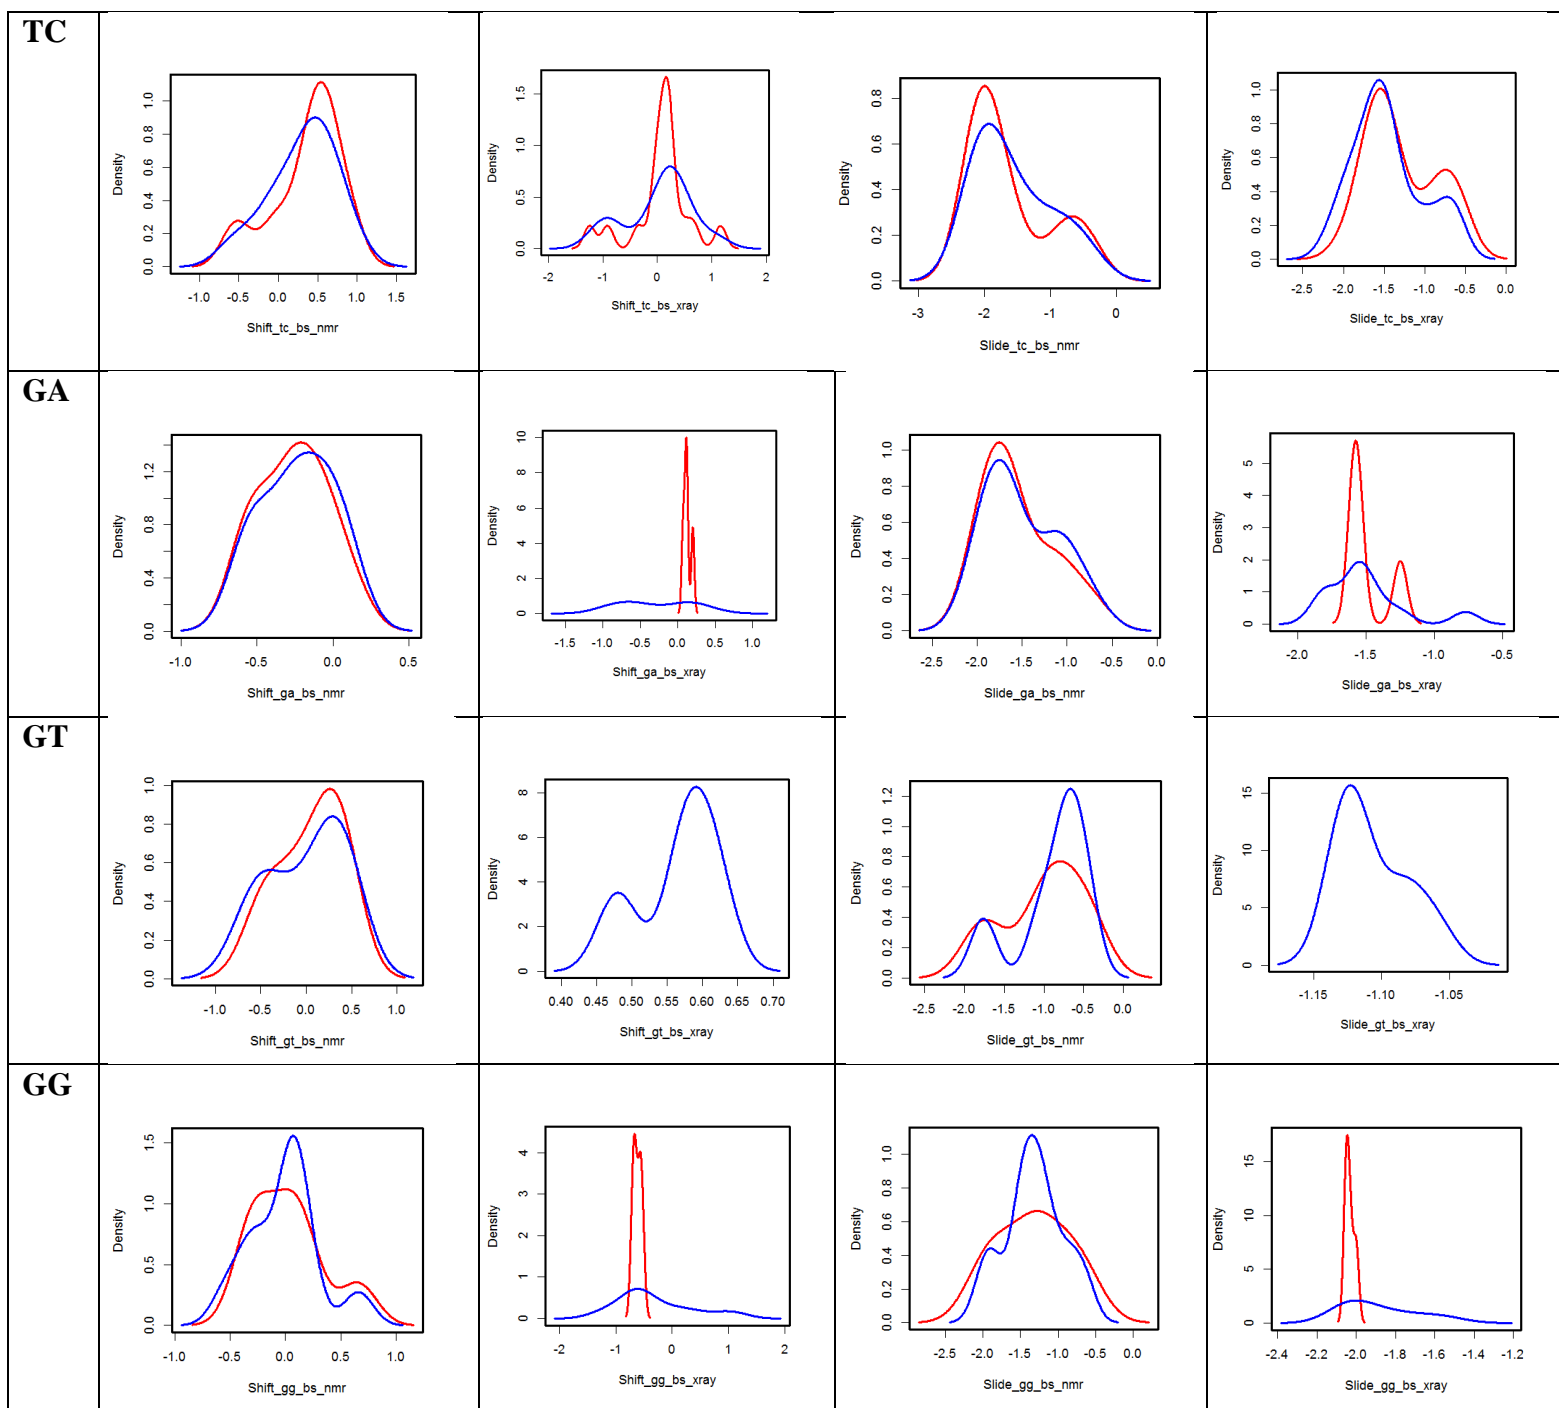 TC
Density
0.0 0.2 0.4 0.6 0.8 1.0
-1.0 -0.5 0.0 0.5 1.0 1.5
Shift_tc_bs_nmr
Density
0.0 0.5 1.0 1.5
-2 -1 0 1 2
Shift_tc_bs_xray
Density
0.0 0.2 0.4 0.6 0.8
-3 -2 -1 0
Slide_tc_bs_nmr
Density
0.0 0.2 0.4 0.6 0.8 1.0
-2.5 -2.0 -1.5 -1.0 -0.5 0.0
Slide_tc_bs_xray
GA
Density
0.0 0.4 0.8 1.2
-1.0 -0.5 0.0 0.5
Shift_ga_bs_nmr
Density
0 2 4 6 8 10
-1.5 -1.0 -0.5 0.0 0.5 1.0
Shift_ga_bs_xray
Density
0.0 0.2 0.4 0.6 0.8 1.0
-2.5 -2.0 -1.5 -1.0 -0.5 0.0
Slide_ga_bs_nmr
Density
0 1 2 3 4 5
-2.0 -1.5 -1.0 -0.5
Slide_ga_bs_xray
GT
Density
0.0 0.2 0.4 0.6 0.8 1.0
-1.0 -0.5 0.0 0.5 1.0
Shift_gt_bs_nmr
Density
0 2 4 6 8
0.40 0.45 0.50 0.55 0.60 0.65 0.70
Shift_gt_bs_xray
Density
0.0 0.2 0.4 0.6 0.8 1.0 1.2
-2.5 -2.0 -1.5 -1.0 -0.5 0.0
Slide_gt_bs_nmr
Density
0 5 10 15
-1.15 -1.10 -1.05
Slide_gt_bs_xray
GG
Density
0.0 0.5 1.0 1.5
-1.0 -0.5 0.0 0.5 1.0
Shift_gg_bs_nmr
Density
0 1 2 3 4
-2 -1 0 1 2
Shift_gg_bs_xray
Density
0.0 0.2 0.4 0.6 0.8 1.0
-2.5 -2.0 -1.5 -1.0 -0.5 0.0
Slide_gg_bs_nmr
Density
0 5 10 15
-2.4 -2.2 -2.0 -1.8 -1.6 -1.4 -1.2
Slide_gg_bs_xray